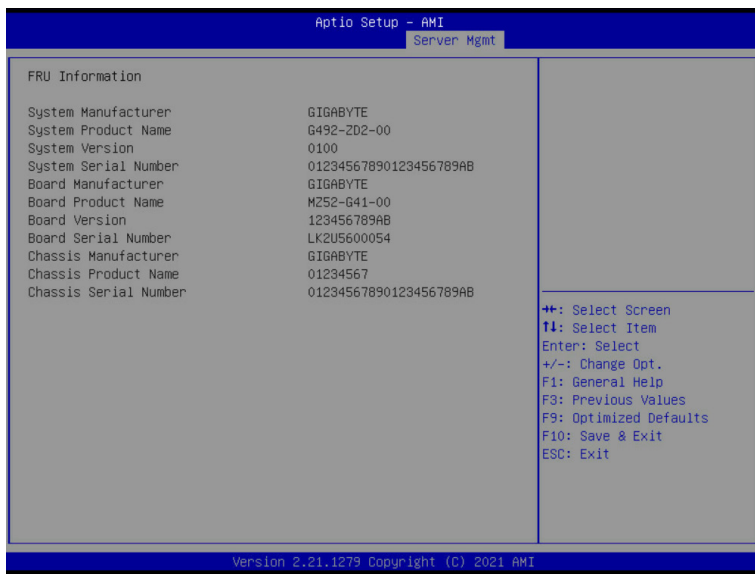 Aptio Setup – AMI
Server Mgmt
FRU Information
System Manufacturer GIGABYTE
System Product Name G492-ZD2-00
System Version 0100
System Serial Number 01234567890123456789AB
Board Manufacturer GIGABYTE
Board Product Name MZ52-G41-00
Board Version 123456789AB
Board Serial Number LK2U5600054
Chassis Manufacturer GIGABYTE
Chassis Product Name 01234567
Chassis Serial Number 01234567890123456789AB
→←: Select Screen
↑↓: Select Item
Enter: Select
+/-: Change Opt.
F1: General Help
F3: Previous Values
F9: Optimized Defaults
F10: Save & Exit
ESC: Exit
Version 2.21.1279 Copyright (C) 2021 AMI